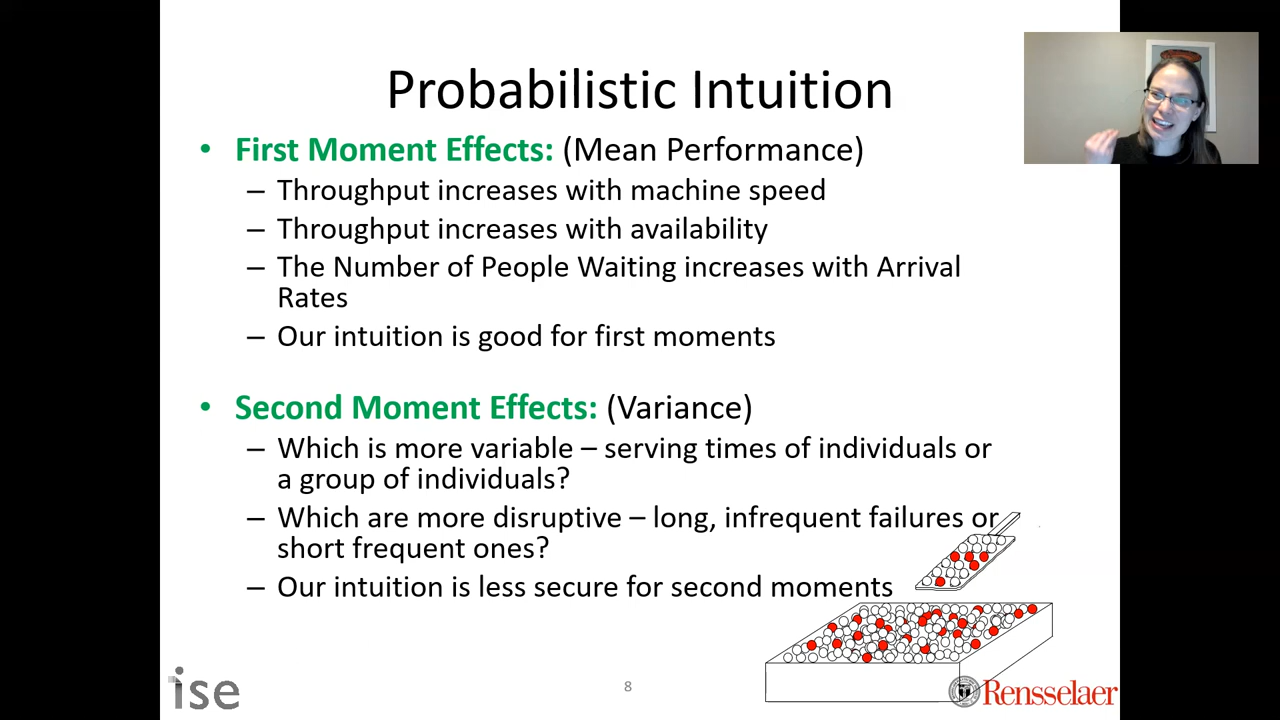 Probabilistic Intuition
• First Moment Effects: (Mean Performance)
– Throughput increases with machine speed
– Throughput increases with availability
– The Number of People Waiting increases with Arrival
Rates
– Our intuition is good for first moments
• Second Moment Effects: (Variance)
– Which is more variable – serving times of individuals or
a group of individuals?
– Which are more disruptive – long, infrequent failures or
short frequent ones?
– Our intuition is less secure for second moments
ise
8
Rensselaer